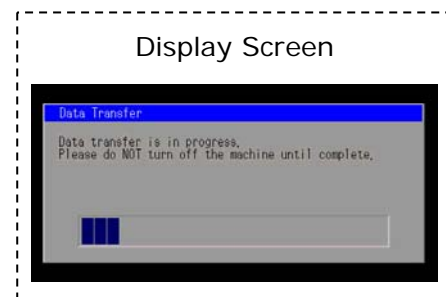 Display Screen
Data Transfer
Data transfer is in progress.
Please do NOT turn off the machine until complete.